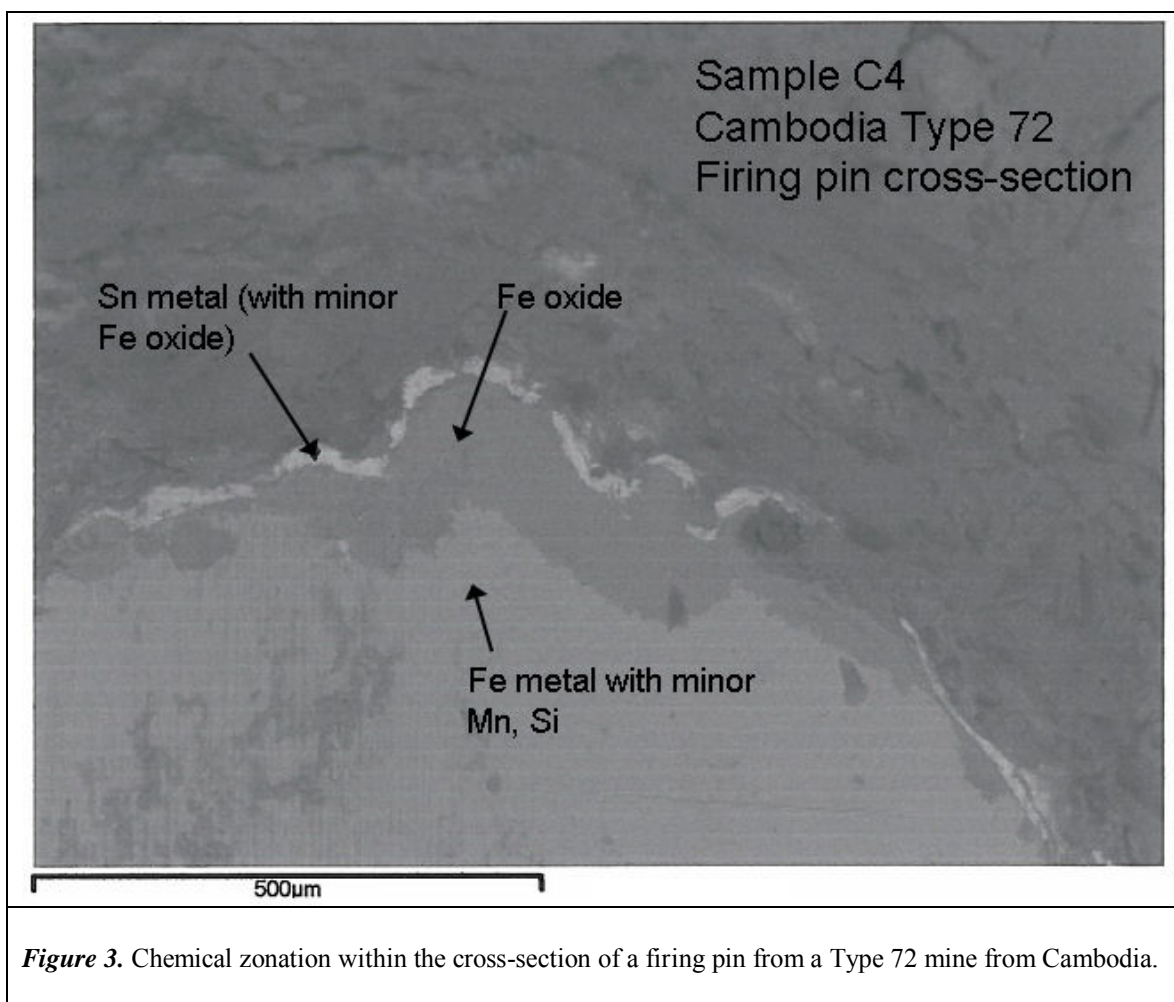 Sample C4
Cambodia Type 72
Firing pin cross-section
Sn metal (with minor
Fe oxide)
Fe oxide
Fe metal with minor
Mn, Si
500µm
Figure 3. Chemical zonation within the cross-section of a firing pin from a Type 72 mine from Cambodia.